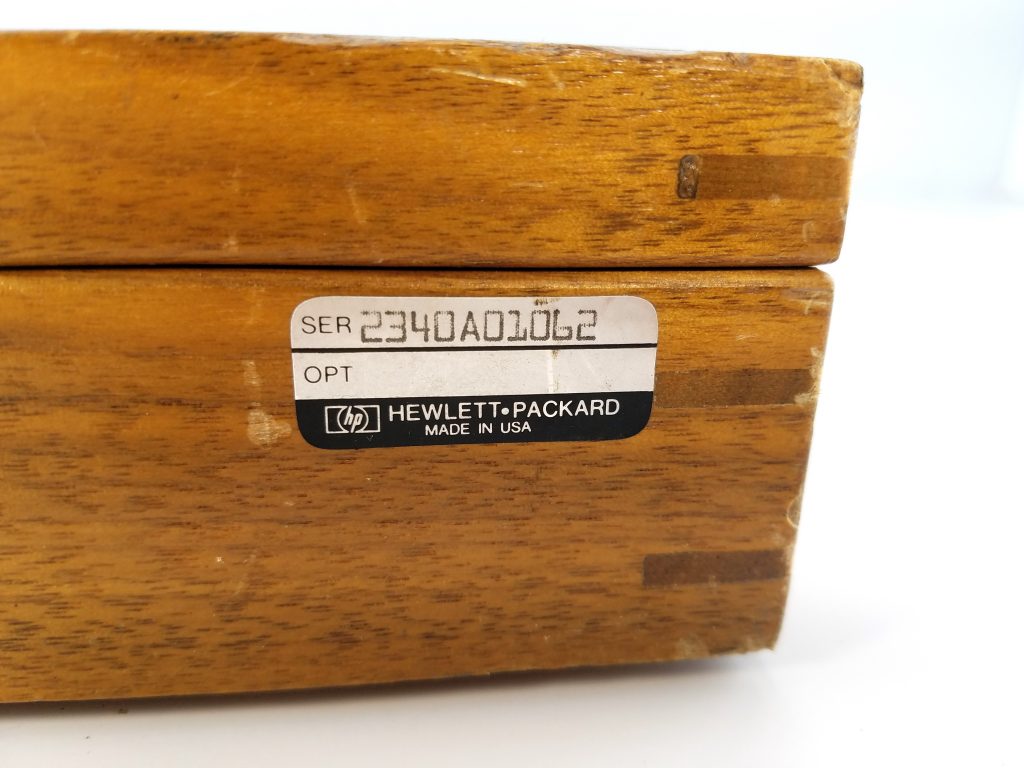 SER 2340A01062
OPT
hp HEWLETT•PACKARD
MADE IN USA